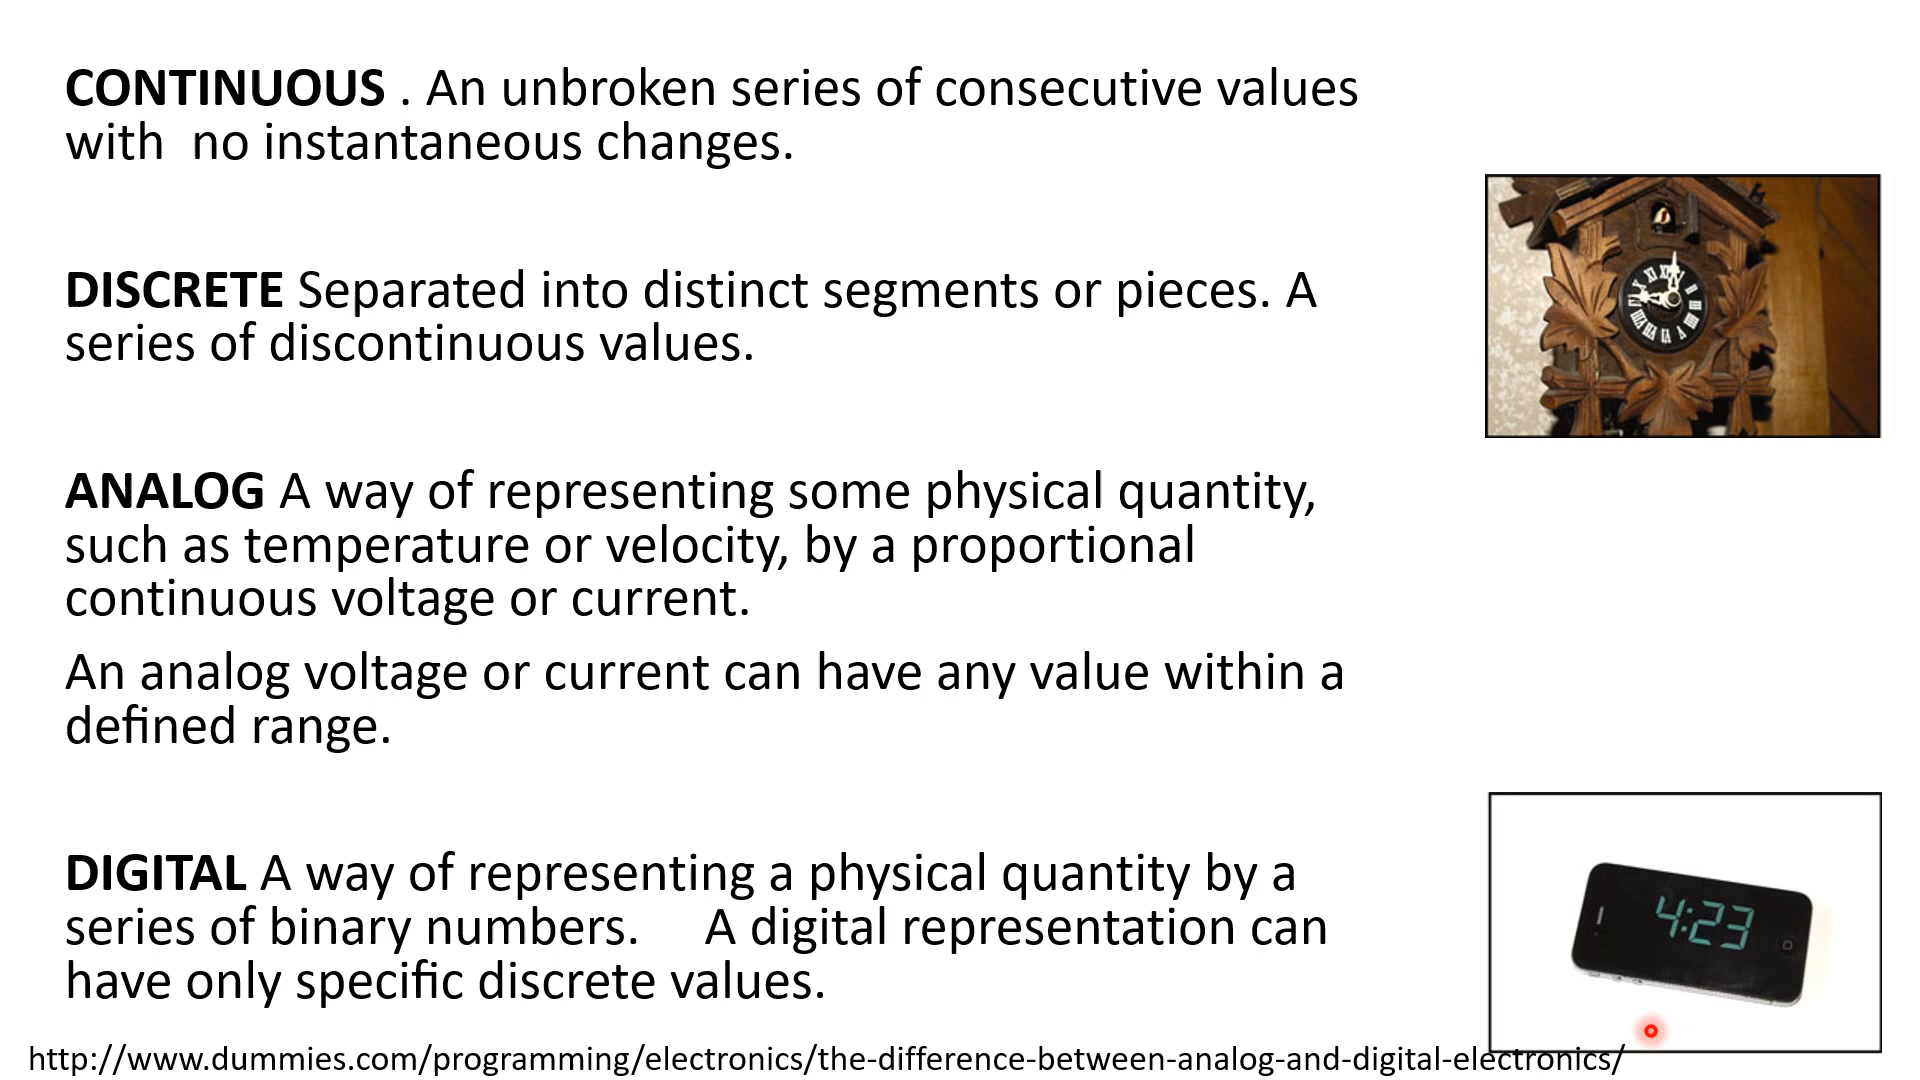 CONTINUOUS . An unbroken series of consecutive values
with  no instantaneous changes.
DISCRETE Separated into distinct segments or pieces. A
series of discontinuous values.
ANALOG A way of representing some physical quantity,
such as temperature or velocity, by a proportional
continuous voltage or current.
An analog voltage or current can have any value within a
defined range.
DIGITAL A way of representing a physical quantity by a
series of binary numbers.     A digital representation can
have only specific discrete values.
4:23
http://www.dummies.com/programming/electronics/the-difference-between-analog-and-digital-electronics/